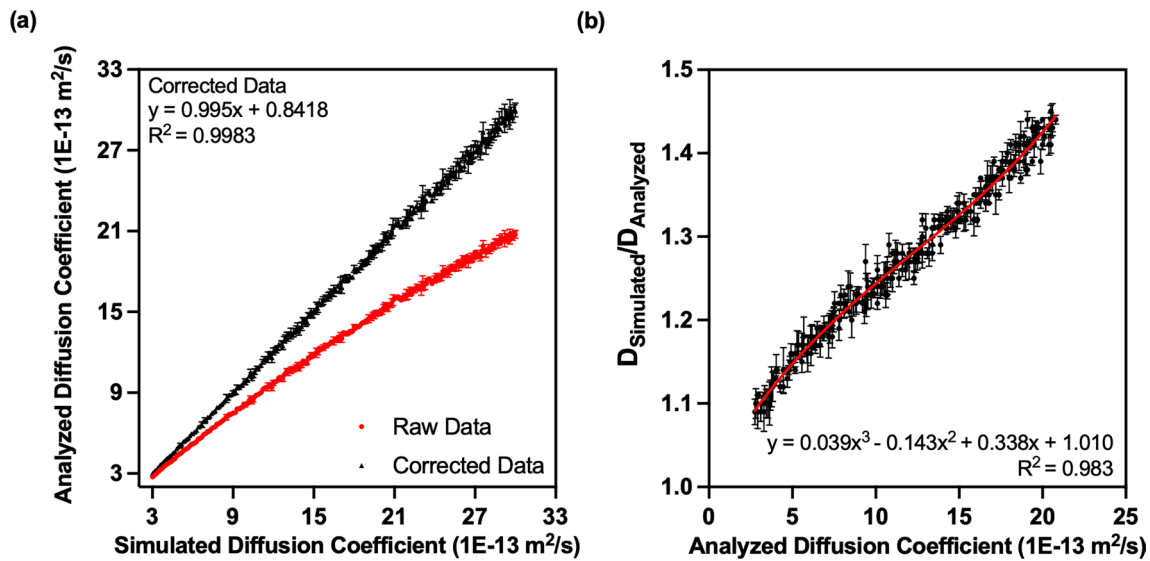 (a)
Analyzed Diffusion Coefficient (1E-13 m²/s)
33
27
21
15
9
3
Corrected Data
y = 0.995x + 0.8418
R² = 0.9983
Raw Data
Corrected Data
3
9
15
21
27
33
Simulated Diffusion Coefficient (1E-13 m²/s)
(b)
DSimulated/DAnalyzed
1.5
1.4
1.3
1.2
1.1
1.0
y = 0.039x³ - 0.143x² + 0.338x + 1.010
R² = 0.983
0
5
10
15
20
25
Analyzed Diffusion Coefficient (1E-13 m²/s)